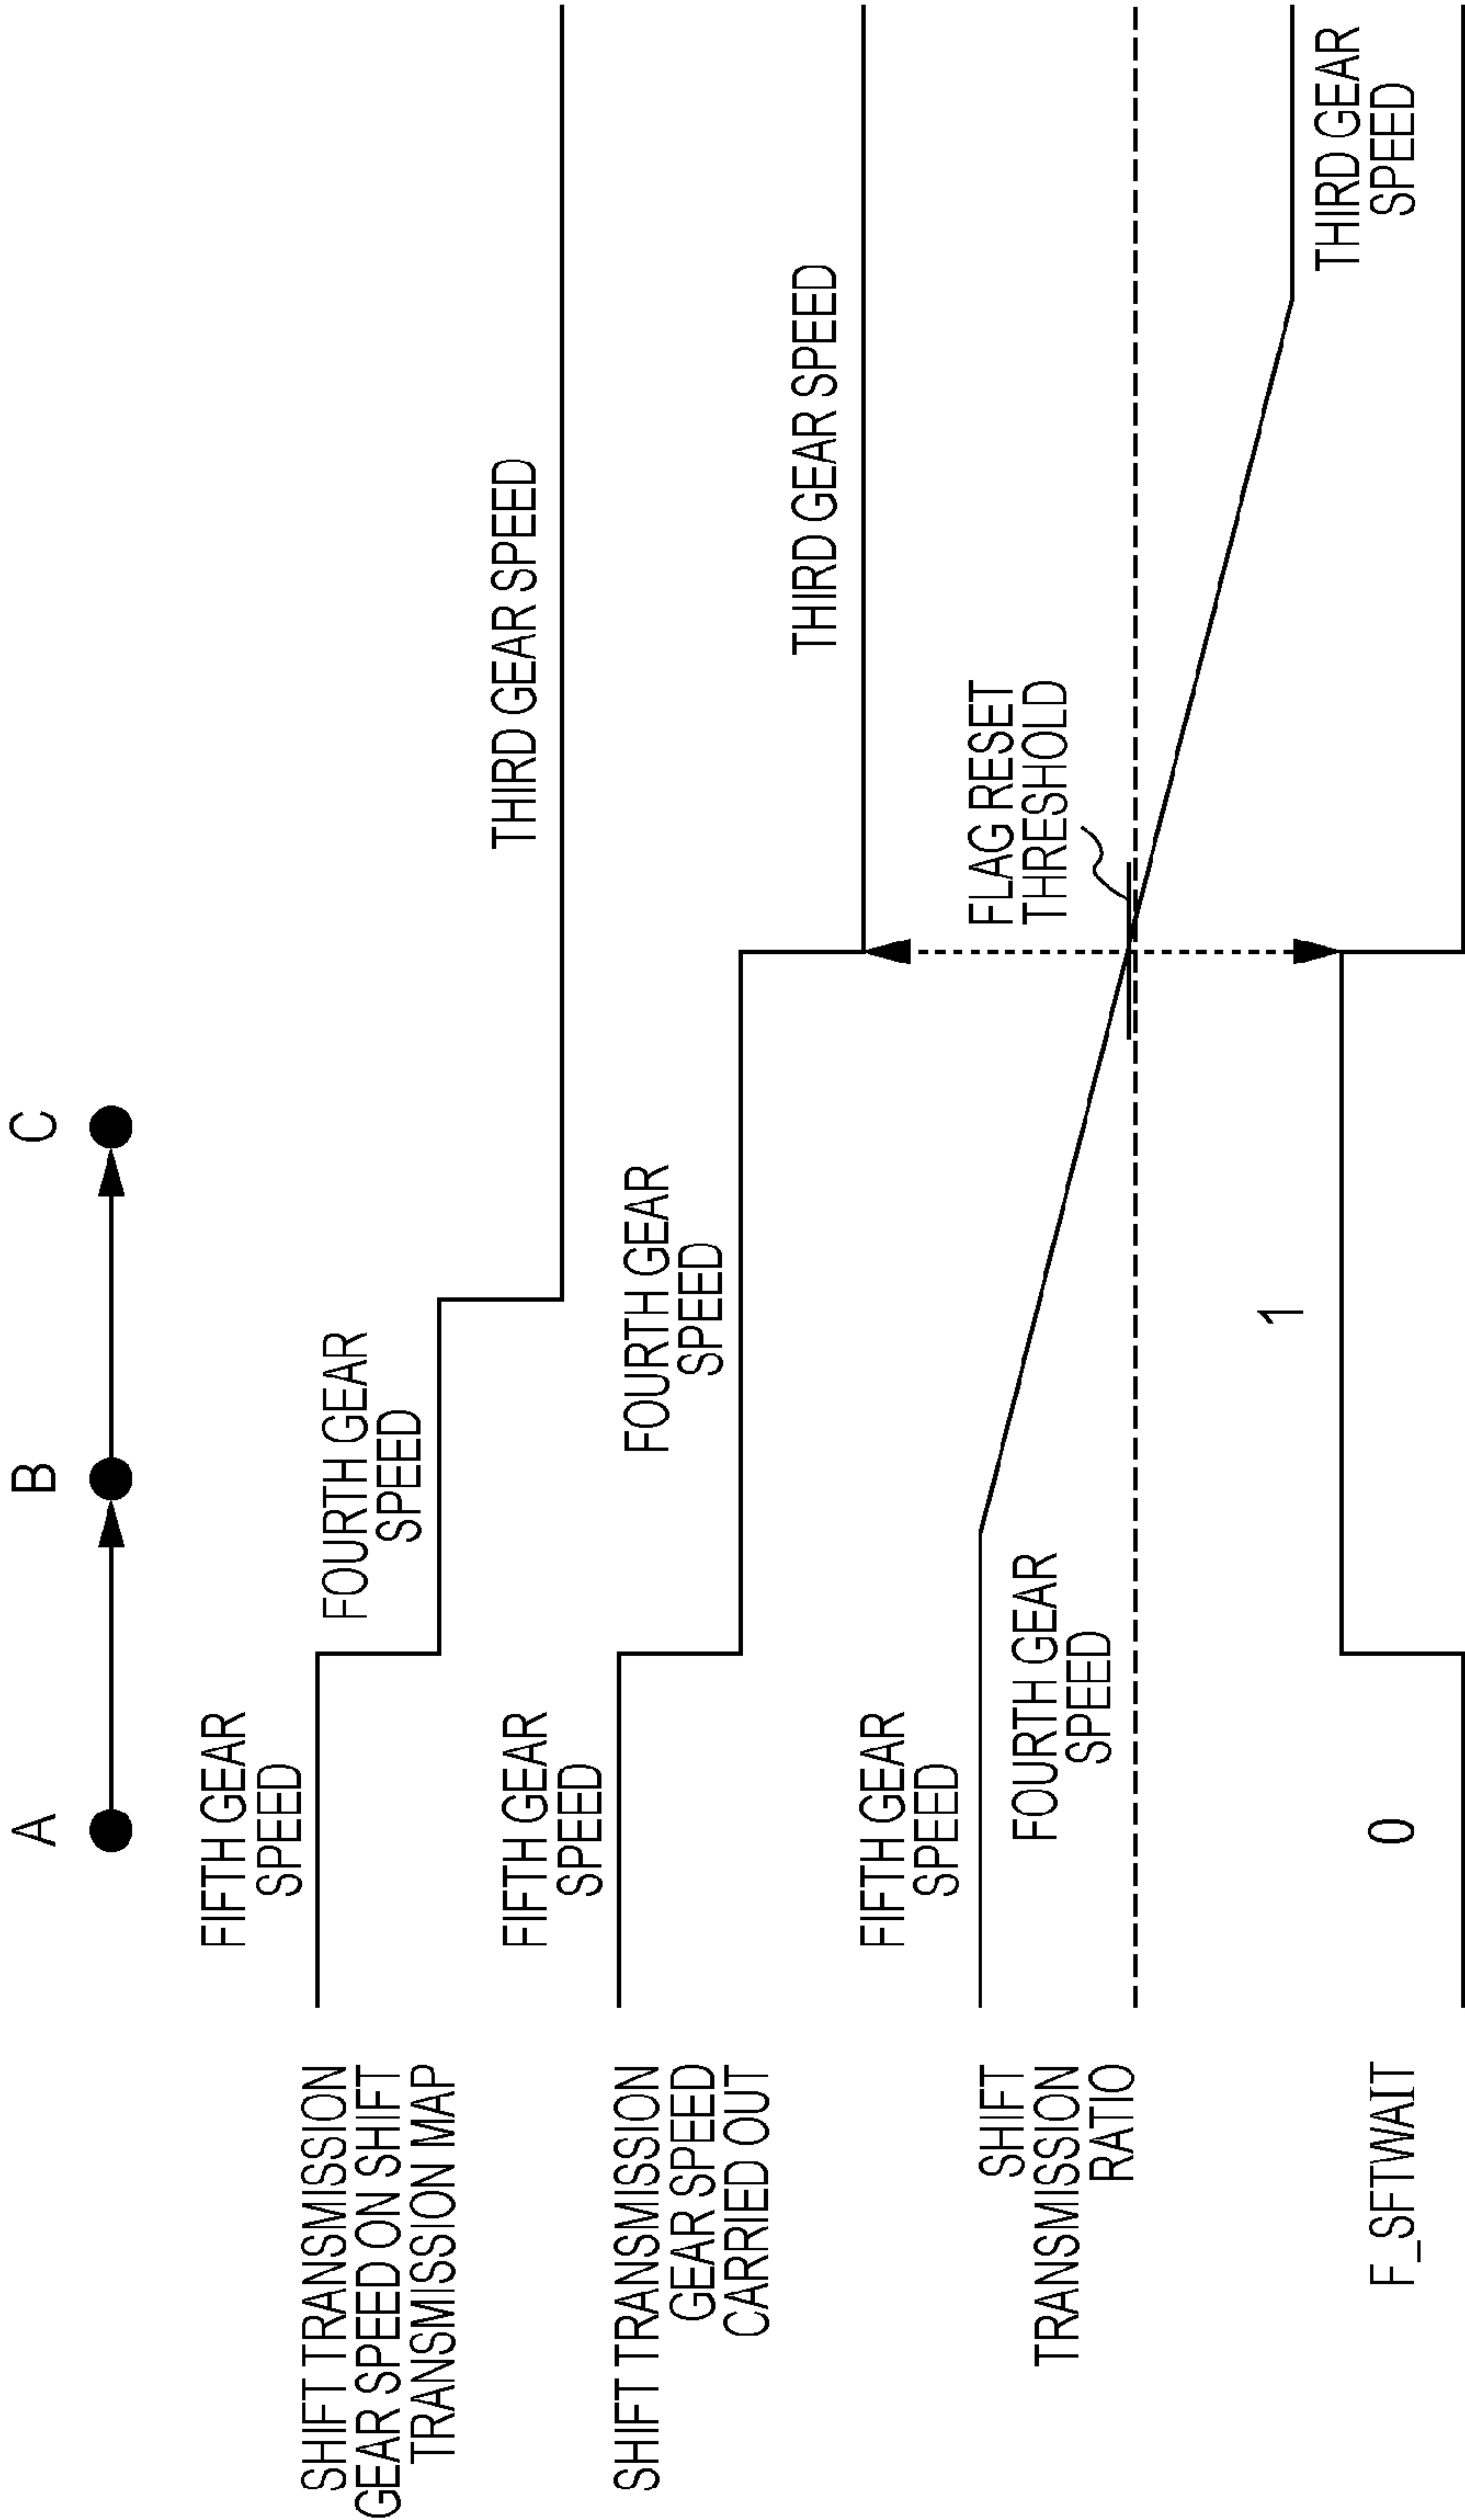 A
B
C
SHIFT TRANSMISSION
GEAR SPEED ON SHIFT
TRANSMISSION MAP
FIFTH GEAR
SPEED
FOURTH GEAR
SPEED
THIRD GEAR SPEED
SHIFT TRANSMISSION
GEAR SPEED
CARRIED OUT
FIFTH GEAR
SPEED
FOURTH GEAR
SPEED
THIRD GEAR SPEED
SHIFT
TRANSMISSION
RATIO
FIFTH GEAR
SPEED
FOURTH GEAR
SPEED
FLAG RESET
THRESHOLD
THIRD GEAR
SPEED
F_SFTWAIT
0
1